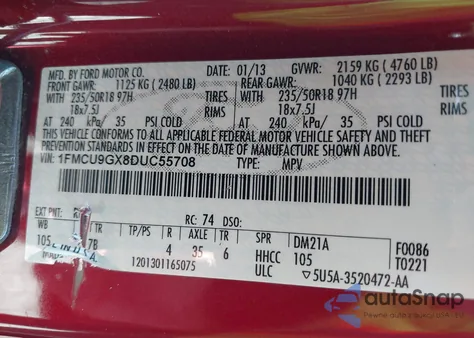 MFD. BY FORD MOTOR CO.
DATE: 01/13 GVWR: 2159 KG (4760 LB)
FRONT GAWR: 1125 KG (2480 LB) REAR GAWR: 1040 KG (2293 LB)
WITH 235/50R18 97H TIRES WITH 235/50R18 97H TIRES
18x7.5J RIMS 18x7.5J RIMS
AT 240 kPa/ 35 PSI COLD AT 240 kPa/ 35 PSI COLD
THIS VEHICLE CONFORMS TO ALL APPLICABLE FEDERAL MOTOR VEHICLE SAFETY AND THEFT
PREVENTION STANDARDS IN EFFECT ON THE DATE OF MANUFACTURE SHOWN ABOVE.
VIN: 1FMCU9GX8DUC55708 TYPE: MPV
EXT PNT: RC: 74 DSO:
WB TR TP/PS AXLE TR SPR DM21A F0086
105 7B 4 35 6 HHCC 105 T0221
1201301165075 ULC 5U5A-3520472-AA
autoSnap
Pewne auto prosto z USA